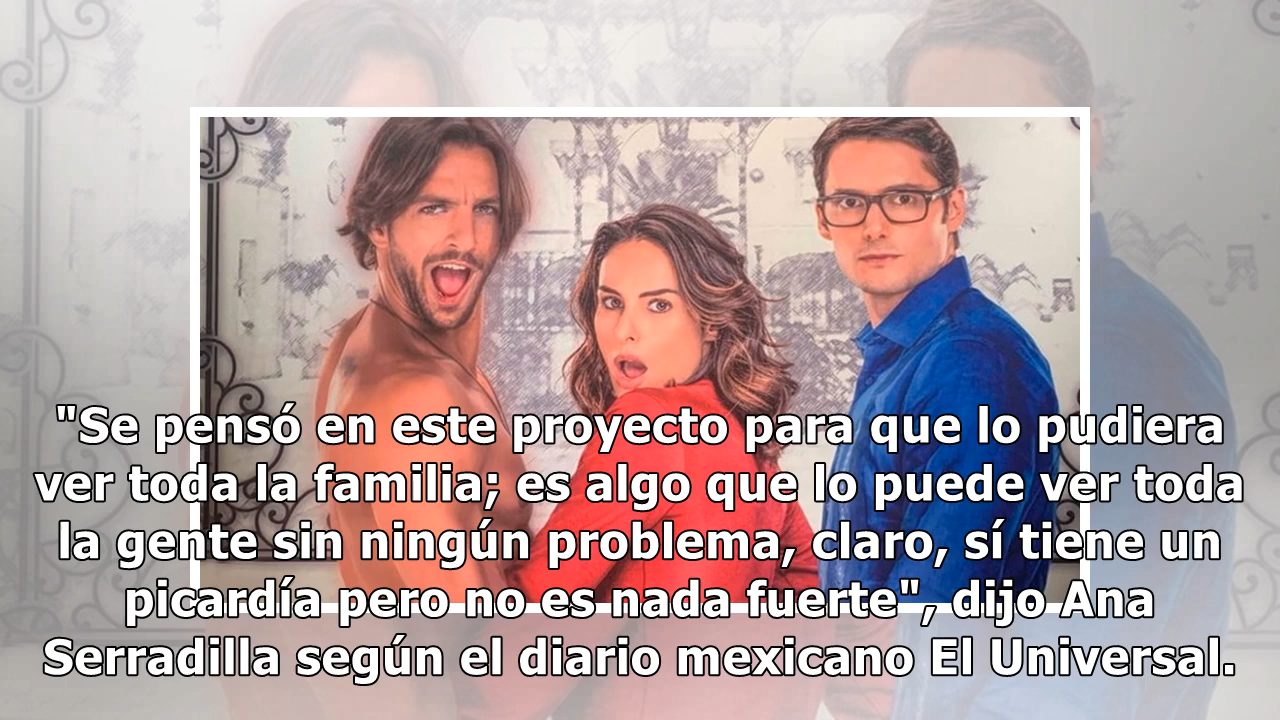 "Se pensó en este proyecto para que lo pudiera
ver toda la familia; es algo que lo puede ver toda
la gente sin ningún problema, claro, sí tiene un
picardía pero no es nada fuerte", dijo Ana
Serradilla según el diario mexicano El Universal.